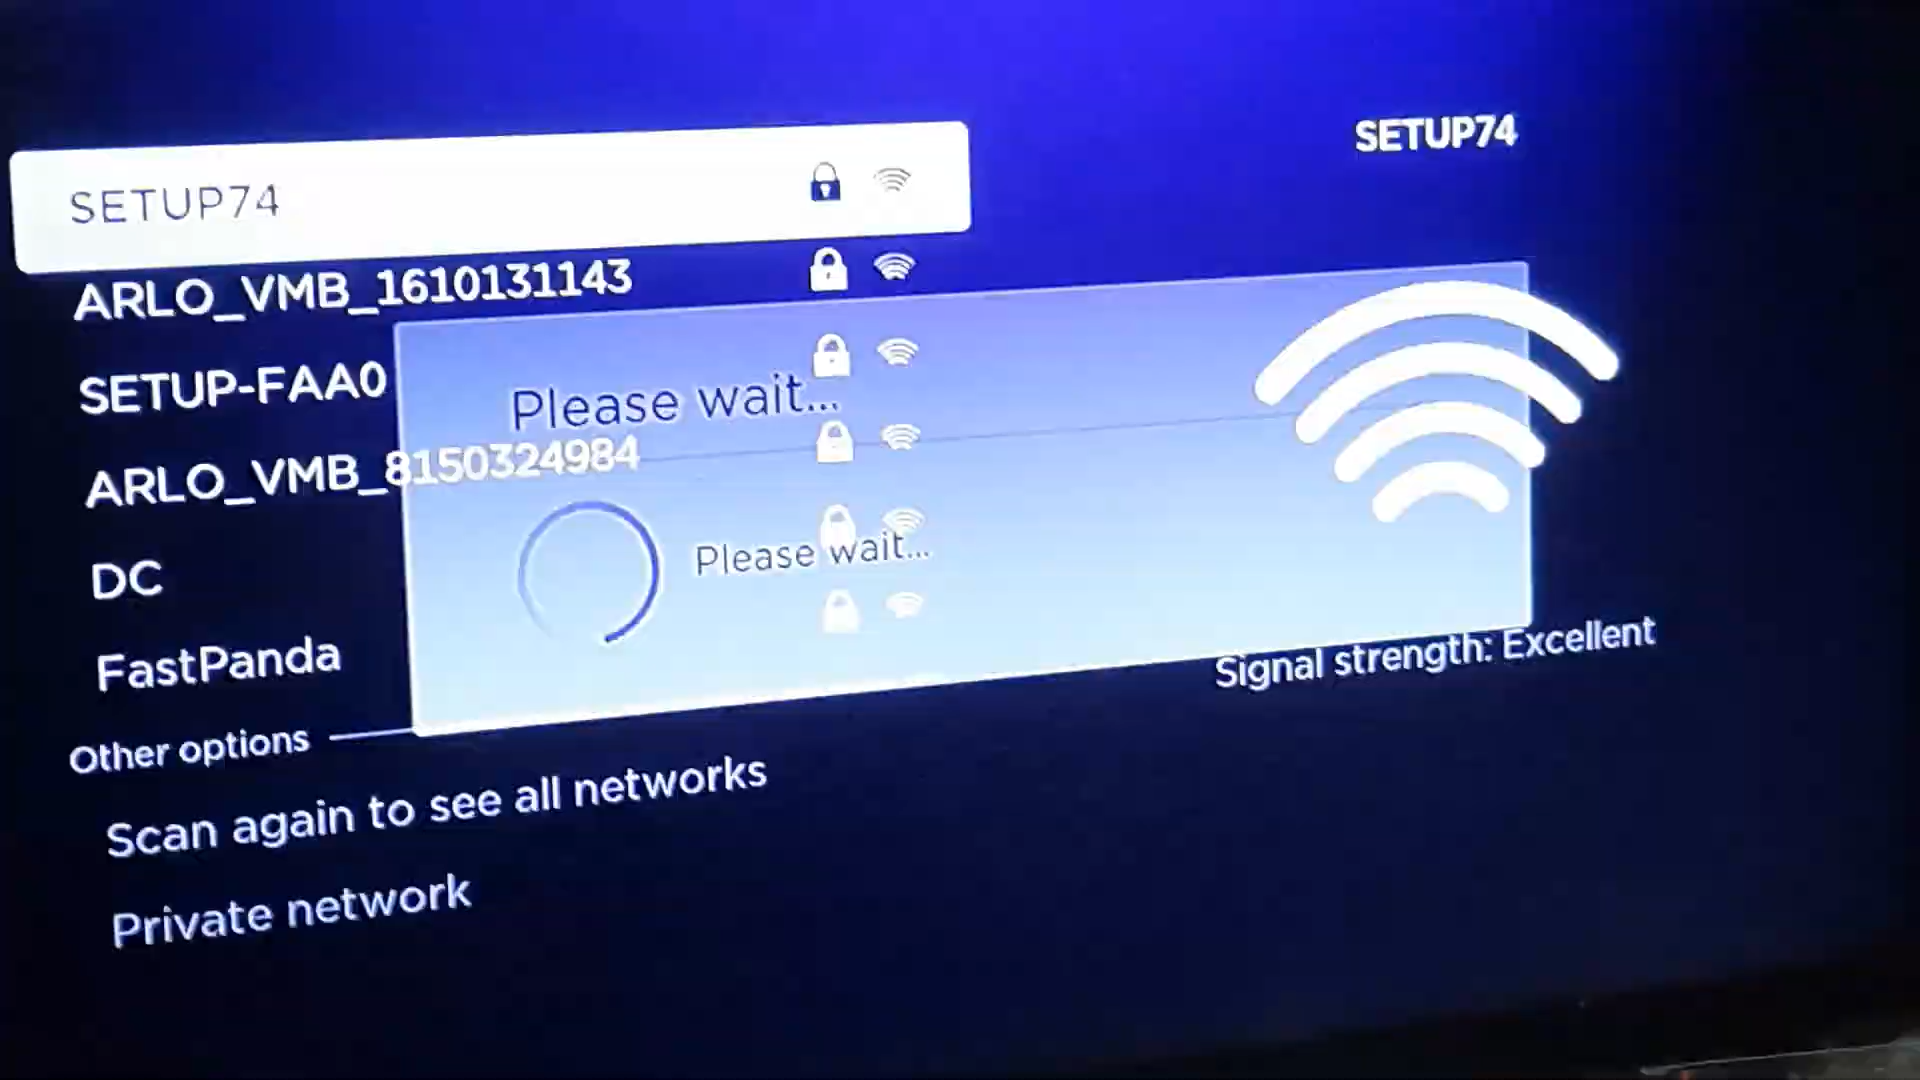 SETUP74
SETUP74
ARLO_VMB_1610131143
SETUP-FAA0
Please wait...
ARLO_VMB_8150324984
Please wait...
DC
FastPanda
Signal strength: Excellent
Other options
Scan again to see all networks
Private network